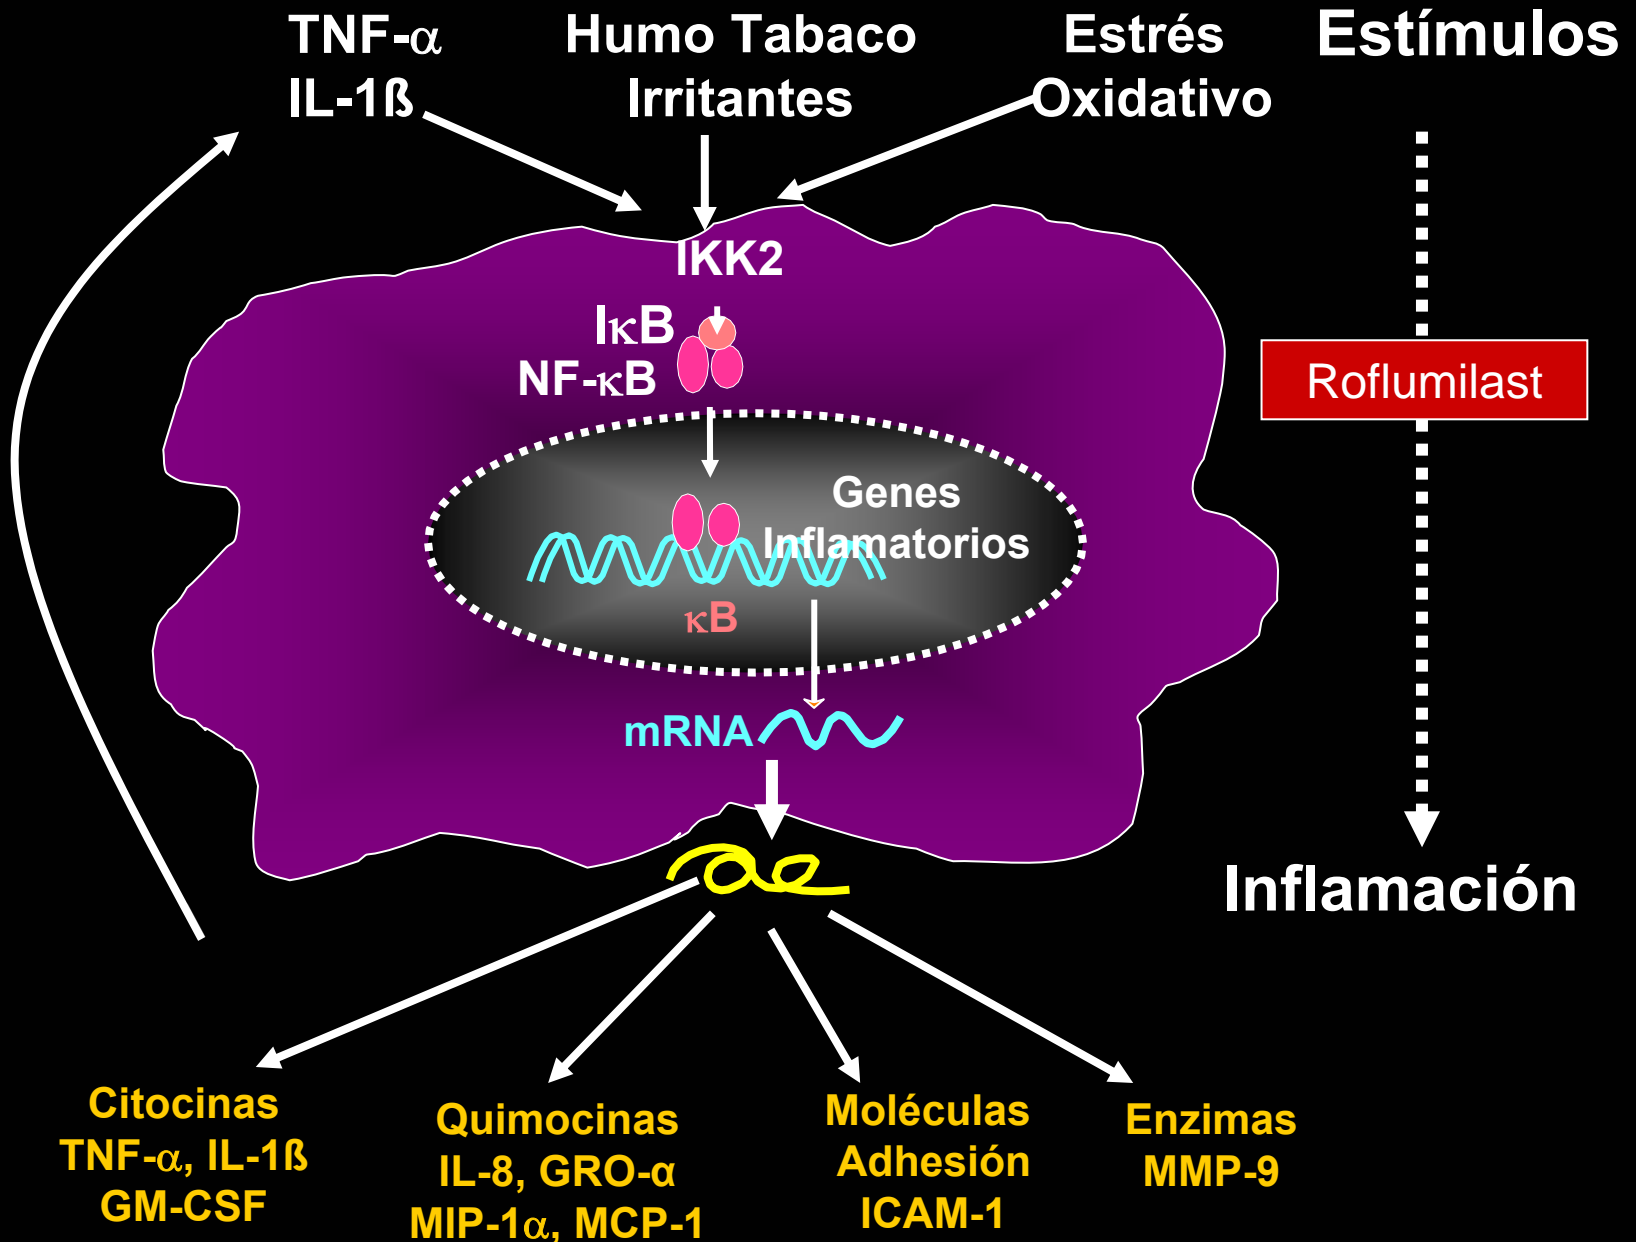 TNF-α
IL-1ß
Humo Tabaco
Irritantes
Estrés
Oxidativo
Estímulos
IKK2
IκB
NF-κB
Roflumilast
Genes
Inflamatorios
κB
mRNA
Inflamación
Citocinas
TNF-α, IL-1ß
GM-CSF
Quimocinas
IL-8, GRO-α
MIP-1α, MCP-1
Moléculas
Adhesión
ICAM-1
Enzimas
MMP-9